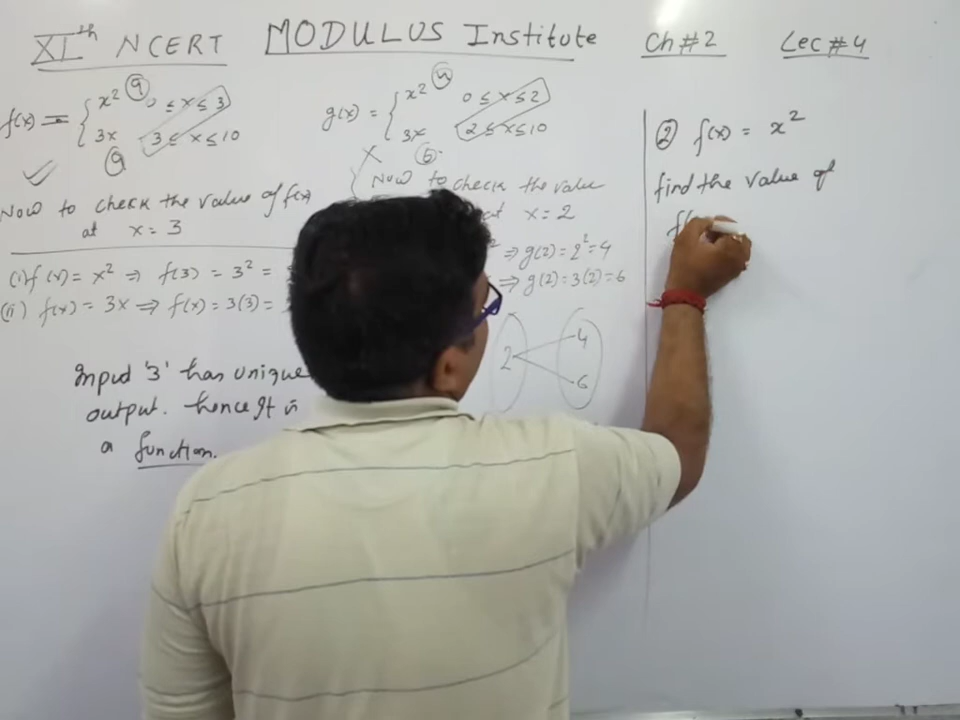 XIth NCERT MODULUS Institute Ch#2 Lec#4
f(x) = { x² 0 ≤ x ≤ 3
3x 3 ≤ x ≤ 10
9
9
Now to check the value of f(x)
at x = 3
(i) f(x) = x² ⇒ f(3) = 3² =
(ii) f(x) = 3x ⇒ f(x) = 3(3) =
Input '3' has unique
output. hence It is
a function.
g(x) = { x² 0 ≤ x ≤ 2
3x 2 ≤ x ≤ 10
4
6
Now to check the value
at x = 2
⇒ g(2) = 2² = 4
⇒ g(2) = 3(2) = 6
2 4
6
② f(x) = x²
find the value of
f(